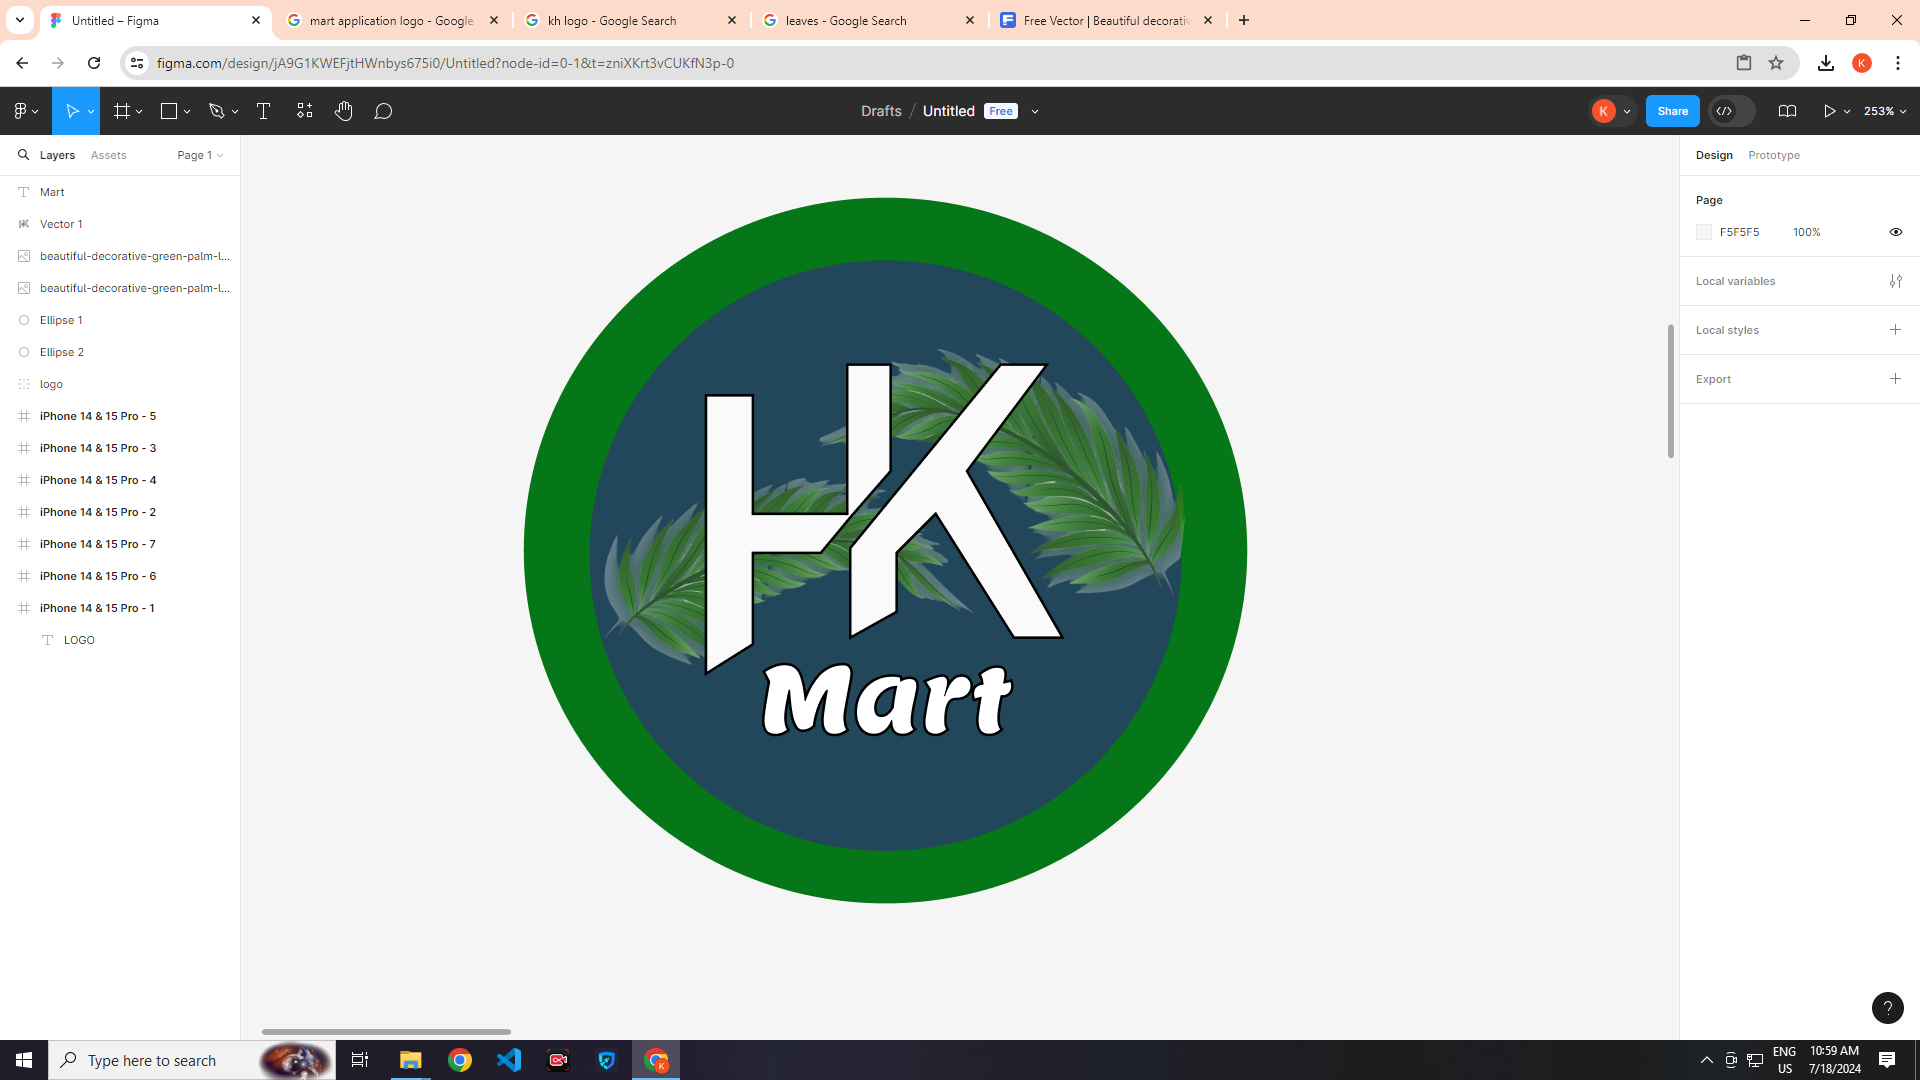 Untitled – Figma
mart application logo - Google
kh logo - Google Search
leaves - Google Search
Free Vector | Beautiful decorativ
figma.com/design/jA9G1KWEFjtHWnbys675i0/Untitled?node-id=0-1&t=zniXKrt3vCUKfN3p-0
K
Drafts / Untitled Free
K
Share
253%
Layers Assets Page 1
Design Prototype
Mart
Vector 1
beautiful-decorative-green-palm-l...
beautiful-decorative-green-palm-l...
Ellipse 1
Ellipse 2
logo
iPhone 14 & 15 Pro - 5
iPhone 14 & 15 Pro - 3
iPhone 14 & 15 Pro - 4
iPhone 14 & 15 Pro - 2
iPhone 14 & 15 Pro - 7
iPhone 14 & 15 Pro - 6
iPhone 14 & 15 Pro - 1
LOGO
HK
Mart
Page
F5F5F5 100%
Local variables
Local styles
Export
?
Type here to search
K
ENG
US
10:59 AM
7/18/2024